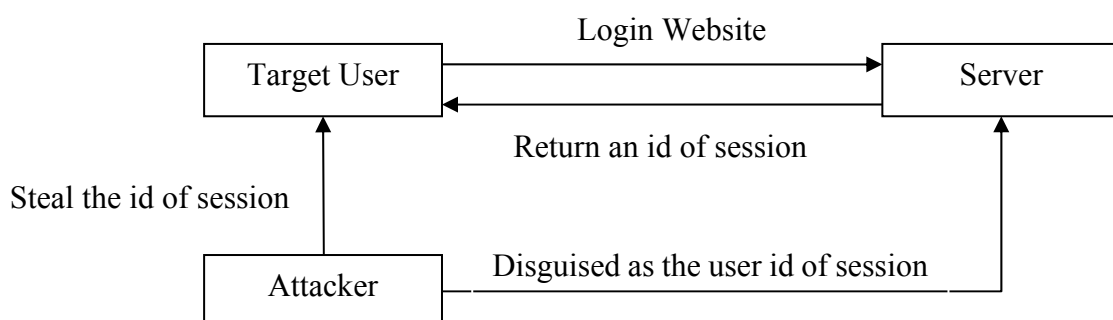 Login Website
Target User
Server
Return an id of session
Steal the id of session
Disguised as the user id of session
Attacker